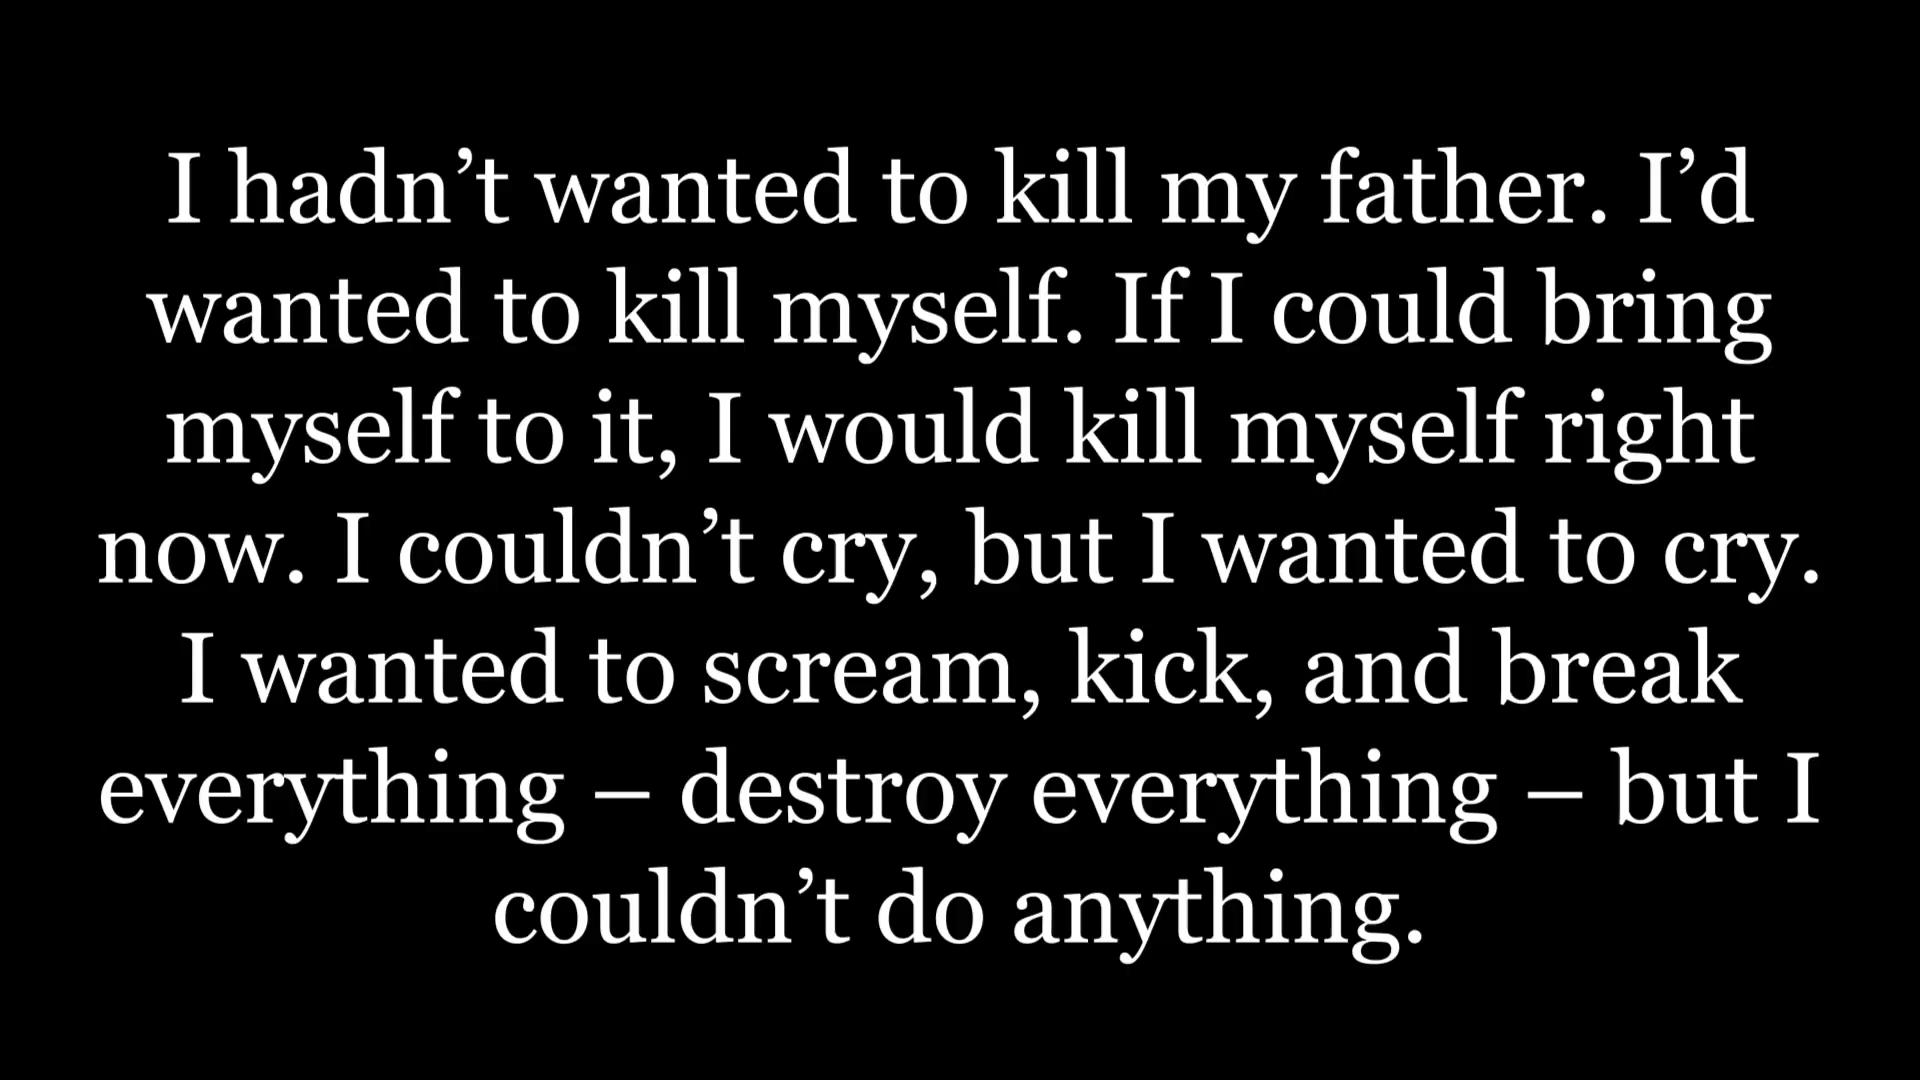 I hadn’t wanted to kill my father. I’d
wanted to kill myself. If I could bring
myself to it, I would kill myself right
now. I couldn’t cry, but I wanted to cry.
I wanted to scream, kick, and break
everything – destroy everything – but I
couldn’t do anything.